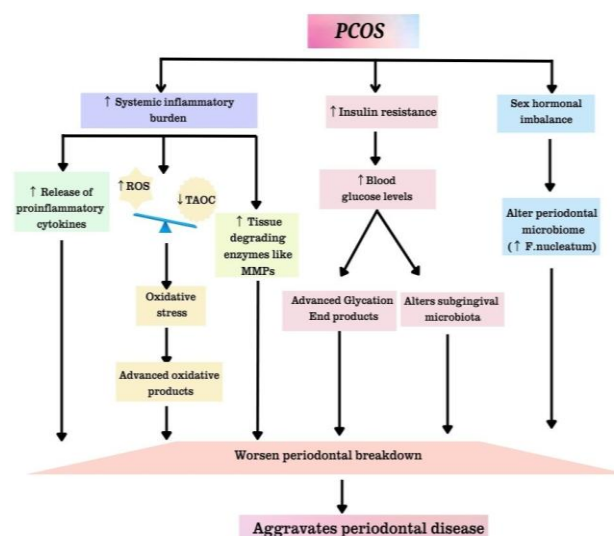 PCOS
↑ Systemic inflammatory
burden
↑ Insulin resistance
Sex hormonal
imbalance
↑ Release of
proinflammatory
cytokines
↑ ROS
↓ TAOC
↑ Tissue
degrading
enzymes like
MMPs
↑ Blood
glucose levels
Alter periodontal
microbiome
( ↑ F.nucleatum)
Oxidative
stress
Advanced Glycation
End products
Alters subgingival
microbiota
Advanced oxidative
products
Worsen periodontal breakdown
Aggravates periodontal disease